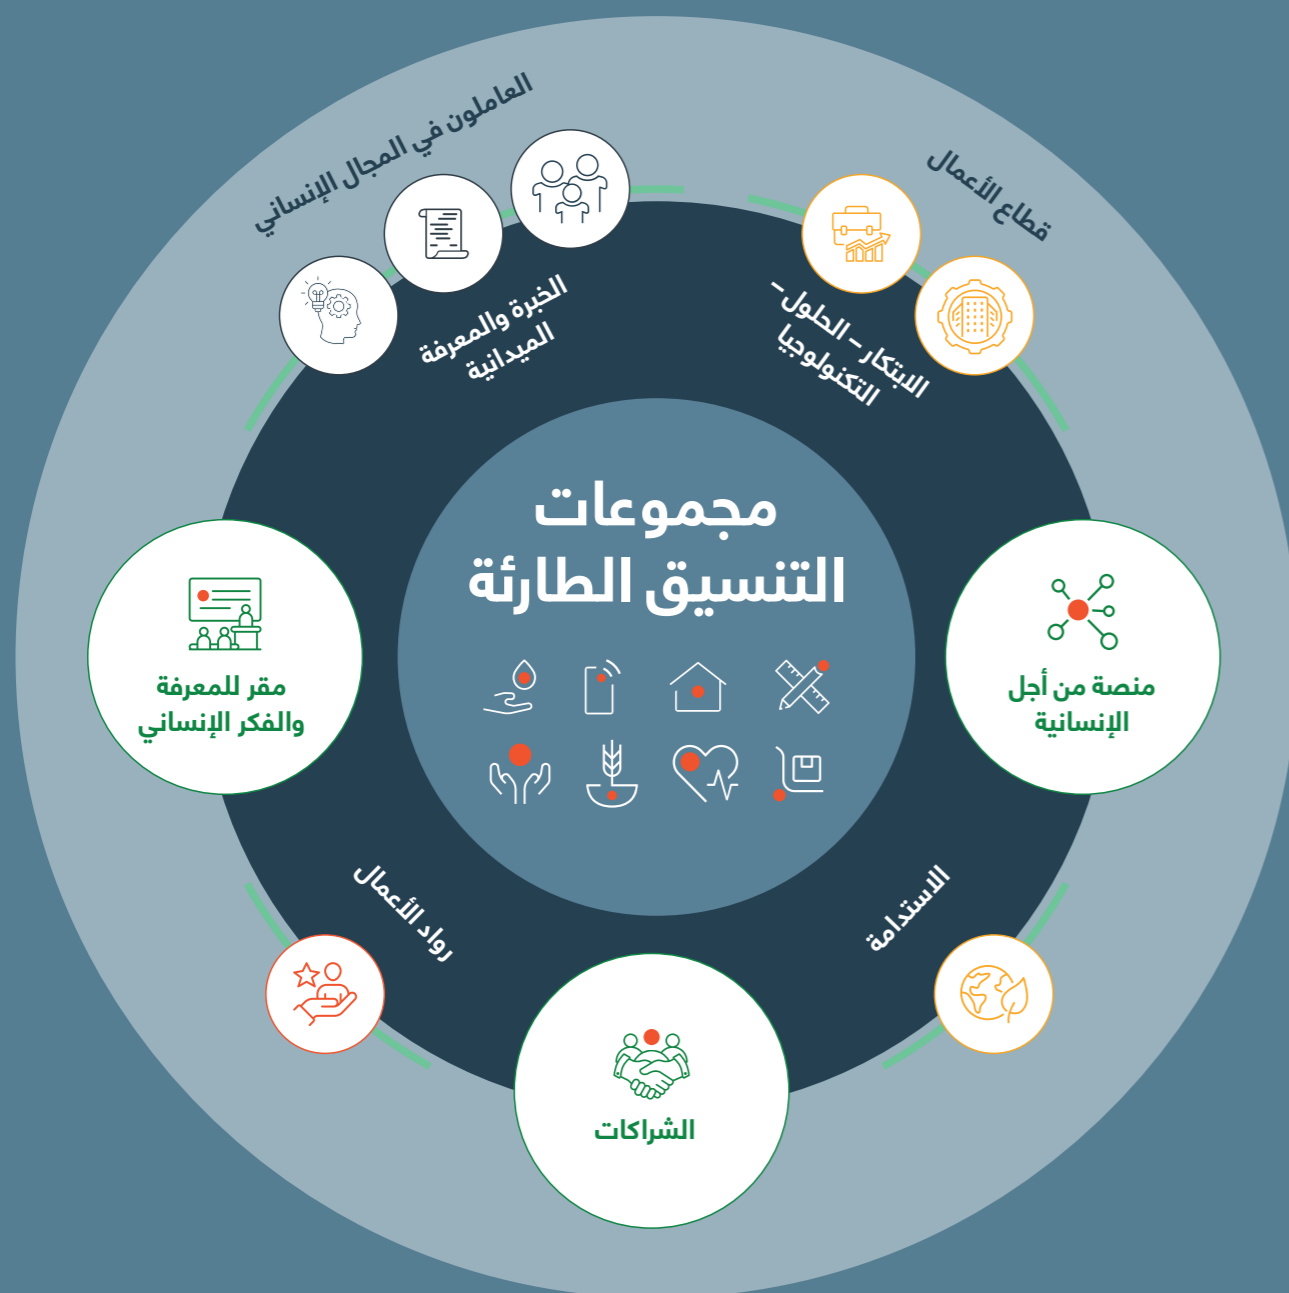 العاملون في المجال الإنساني
قطاع الأعمال
الخبرة والمعرفة
الميدانية
الابتكار – الحلول –
التكنولوجيا
مجموعات
التنسيق الطارئة
منصة من أجل
الإنسانية
مقر للمعرفة
والفكر الإنساني
الاستدامة
رواد الأعمال
الشراكات